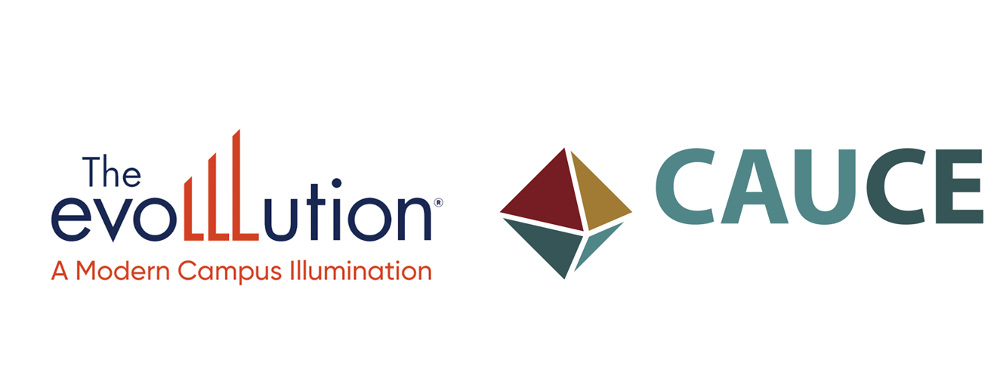 The
evolllution®
A Modern Campus Illumination
CAUCE